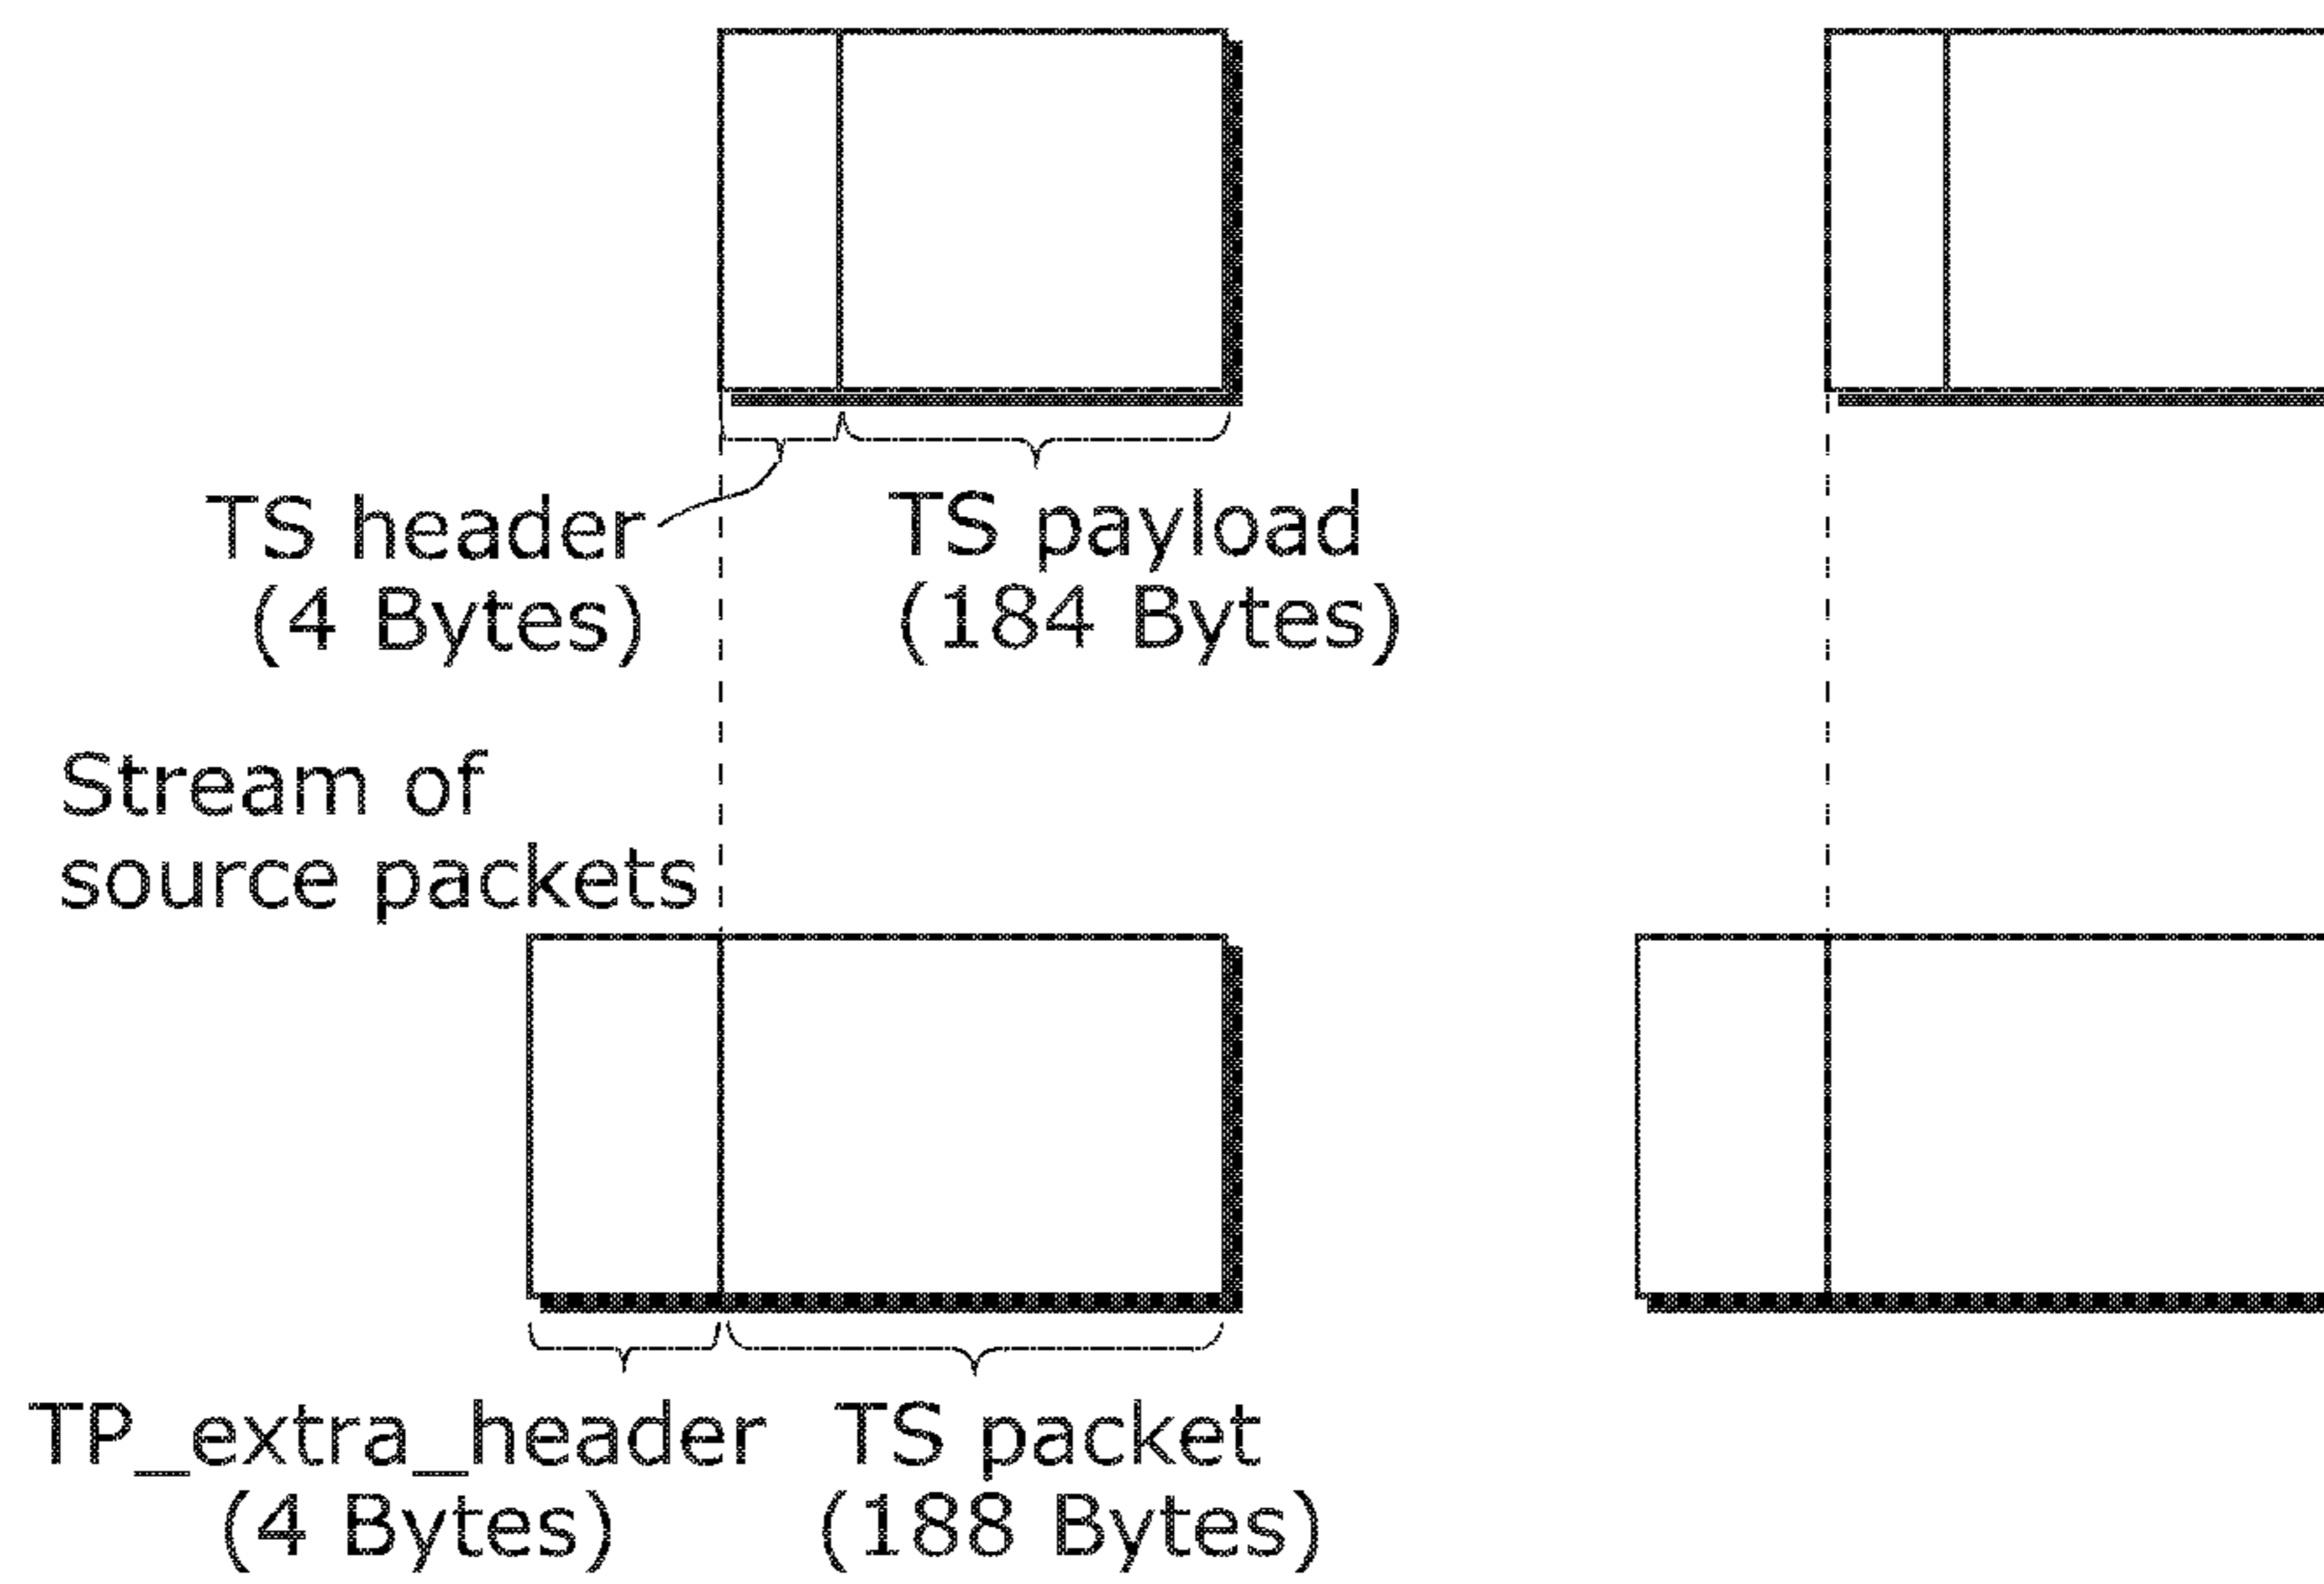 TS header
(4 Bytes)
TS payload
(184 Bytes)
Stream of
source packets
TP_extra_header
(4 Bytes)
TS packet
(188 Bytes)